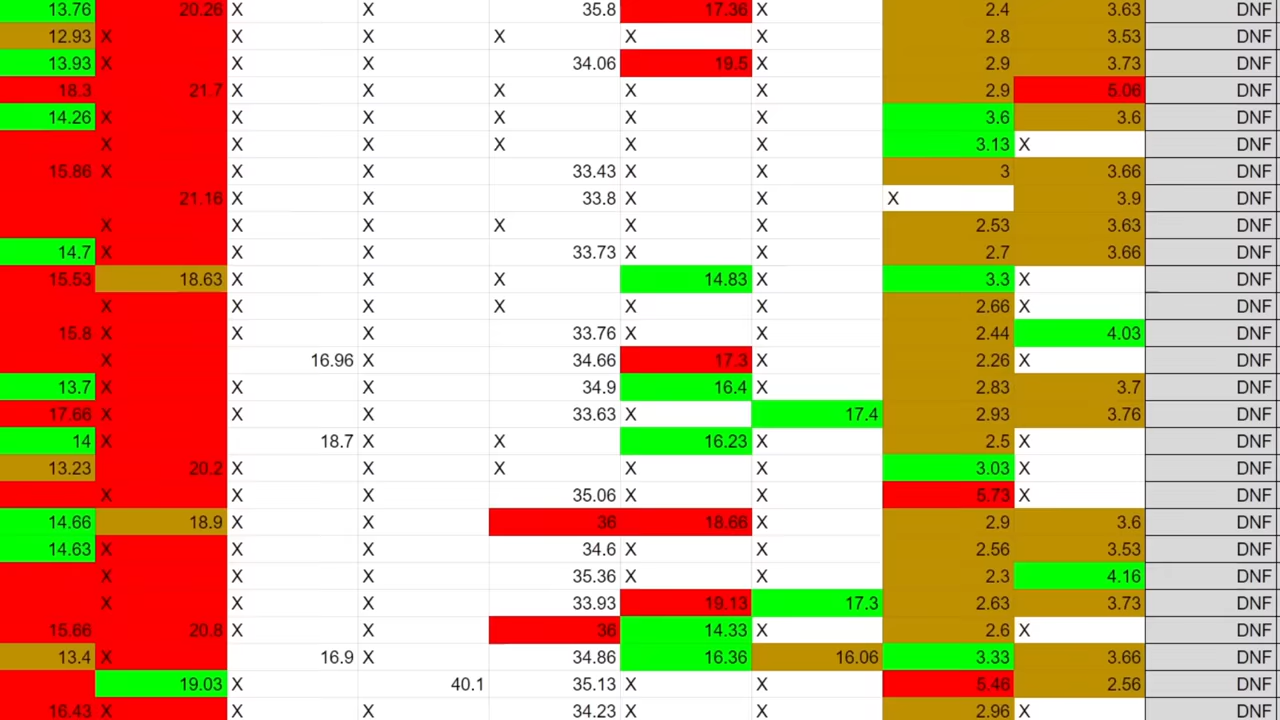 13.76 20.26 X X 35.8 17.36 X 2.4 3.63 DNF
12.93 X X X X X X 2.8 3.53 DNF
13.93 X X X 34.06 19.5 X 2.9 3.73 DNF
18.3 21.7 X X X X X 2.9 5.06 DNF
14.26 X X X X X X 3.6 3.6 DNF
X X X X X X 3.13 X DNF
15.86 X X X 33.43 X X 3 3.66 DNF
21.16 X X 33.8 X X X 3.9 DNF
X X X X X X 2.53 3.63 DNF
14.7 X X X 33.73 X X 2.7 3.66 DNF
15.53 18.63 X X X 14.83 X 3.3 X DNF
X X X X X X 2.66 X DNF
15.8 X X X 33.76 X X 2.44 4.03 DNF
X 16.96 X 34.66 17.3 X 2.26 X DNF
13.7 X X X 34.9 16.4 X 2.83 3.7 DNF
17.66 X X X 33.63 X 17.4 2.93 3.76 DNF
14 X 18.7 X X 16.23 X 2.5 X DNF
13.23 20.2 X X X X X 3.03 X DNF
X X X 35.06 X X 5.73 X DNF
14.66 18.9 X X 36 18.66 X 2.9 3.6 DNF
14.63 X X X 34.6 X X 2.56 3.53 DNF
X X X 35.36 X X 2.3 4.16 DNF
X X X 33.93 19.13 17.3 2.63 3.73 DNF
15.66 20.8 X X 36 14.33 X 2.6 X DNF
13.4 X 16.9 X 34.86 16.36 16.06 3.33 3.66 DNF
19.03 X 40.1 35.13 X X 5.46 2.56 DNF
16.43 X X X 34.23 X X 2.96 X DNF